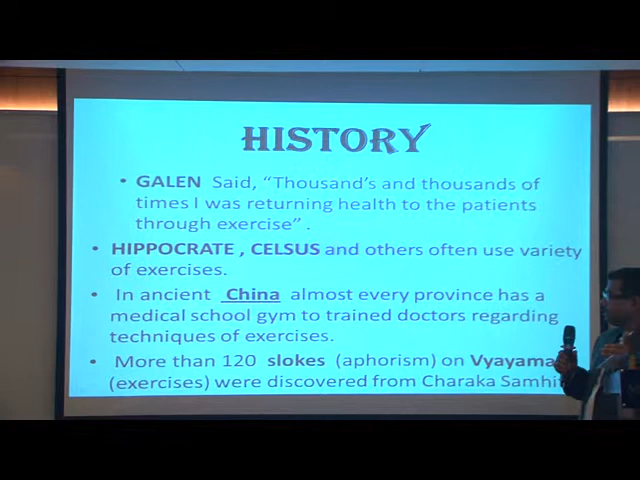 HISTORY
• GALEN Said, “Thousand’s and thousands of
times I was returning health to the patients
through exercise” .
• HIPPOCRATE , CELSUS and others often use variety
of exercises.
• In ancient China almost every province has a
medical school gym to trained doctors regarding
techniques of exercises.
• More than 120 slokes (aphorism) on Vyayama
(exercises) were discovered from Charaka